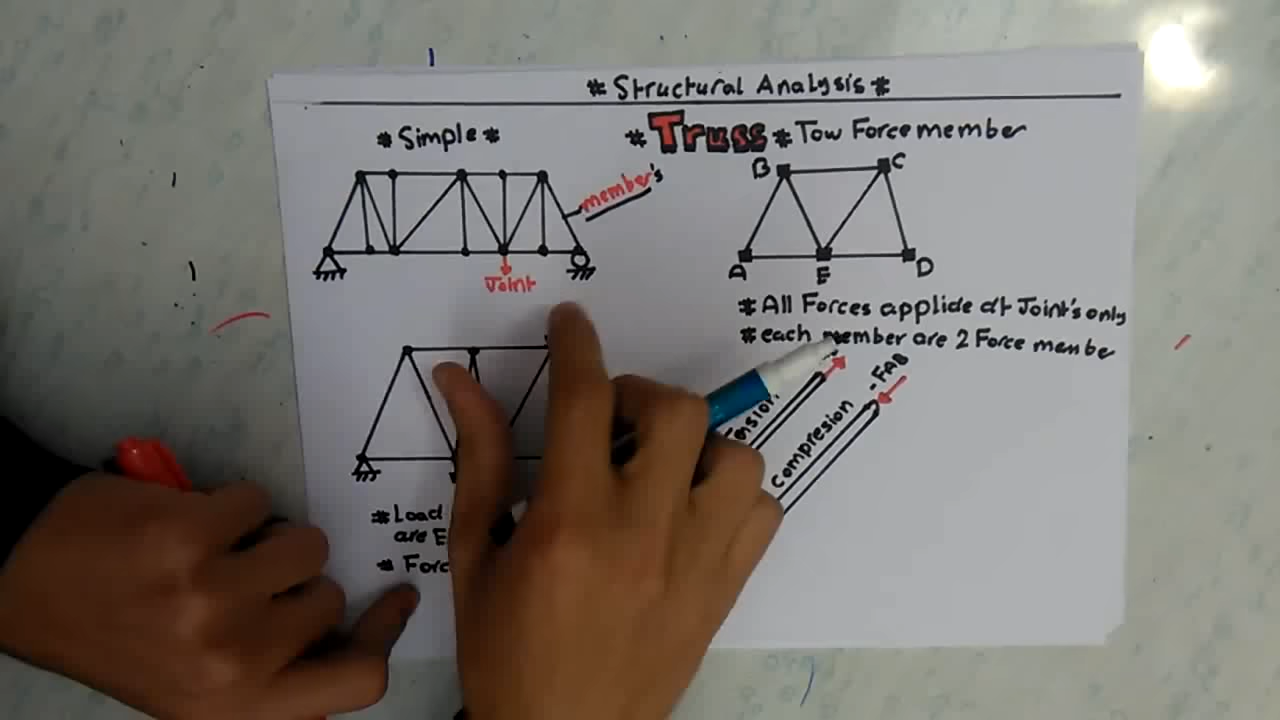 * Structural Analysis *
* Simple *
* Truss * Tow Force member
member's
Joint
B C
A E D
* All Forces applide at Joint's only
* each member are 2 Force membe
Compresion
- FAB
* Load
are E
* Forc